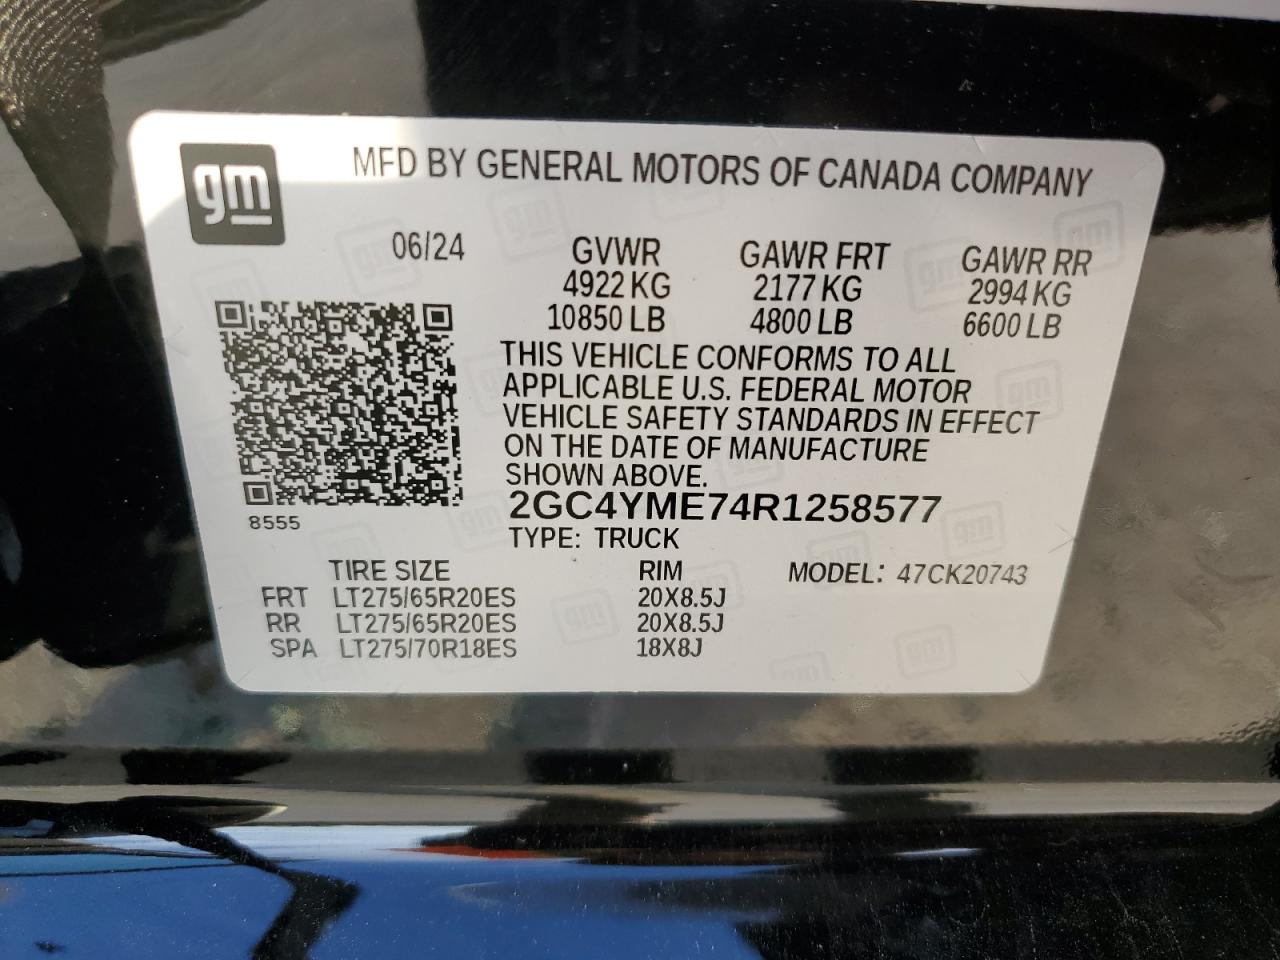 gm
MFD BY GENERAL MOTORS OF CANADA COMPANY
06/24 GVWR GAWR FRT GAWR RR
4922 KG 2177 KG 2994 KG
10850 LB 4800 LB 6600 LB
THIS VEHICLE CONFORMS TO ALL
APPLICABLE U.S. FEDERAL MOTOR
VEHICLE SAFETY STANDARDS IN EFFECT
ON THE DATE OF MANUFACTURE
SHOWN ABOVE.
2GC4YME74R1258577
8555
TYPE: TRUCK
TIRE SIZE RIM MODEL: 47CK20743
FRT LT275/65R20ES 20X8.5J
RR LT275/65R20ES 20X8.5J
SPA LT275/70R18ES 18X8J